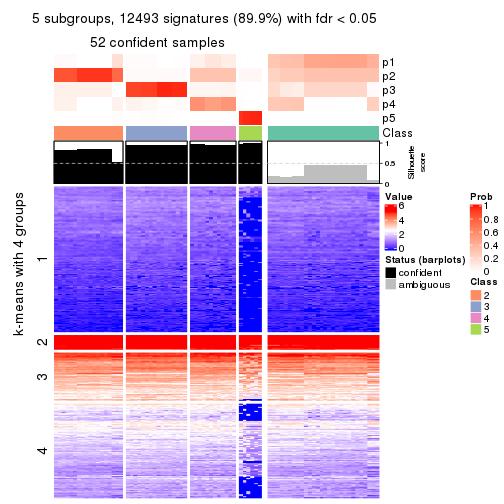 5 subgroups, 12493 signatures (89.9%) with fdr < 0.05
52 confident samples
p1
p2
p3
p4
p5
Class
1
0.5
0
Silhouette
score
k-means with 4 groups
1
2
3
4
Value
6
4
2
0
Status (barplots)
confident
ambiguous
Prob
1
0.8
0.6
0.4
0.2
0
Class
2
3
4
5